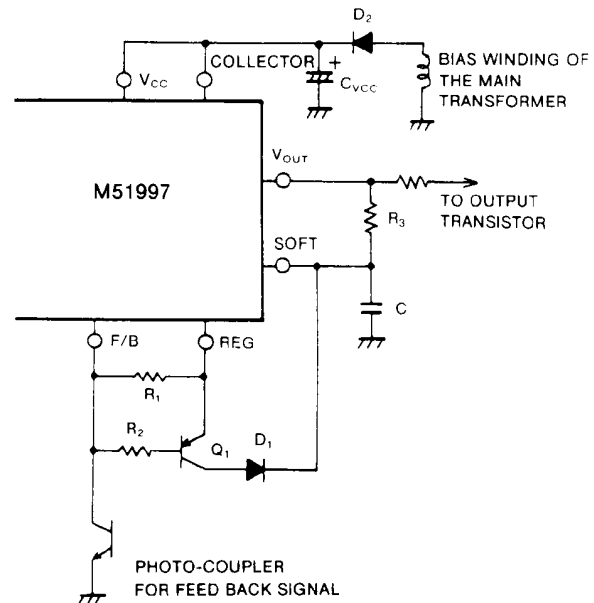 D2
VCC
COLLECTOR
+
CVCC
BIAS WINDING OF
THE MAIN
TRANSFORMER
M51997
VOUT
R3
TO OUTPUT
TRANSISTOR
SOFT
C
F/B
REG
R1
R2
Q1
D1
PHOTO-COUPLER
FOR FEED BACK SIGNAL